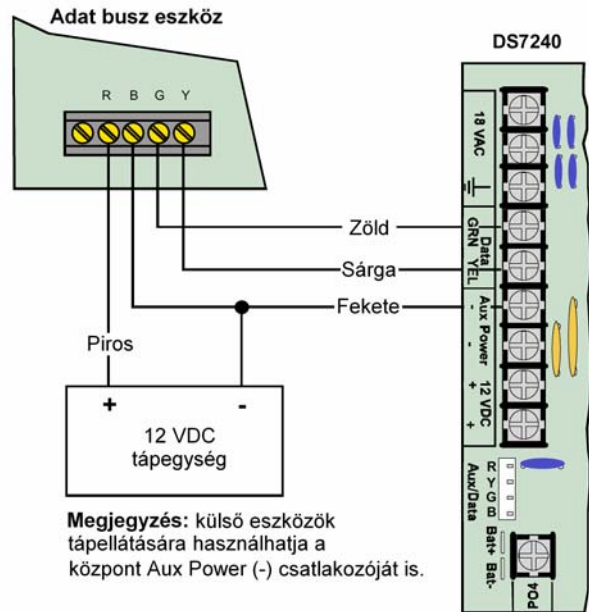 Adat busz eszköz
R B G Y
DS7240
18 VAC
Zöld
GRN
Data
Sárga
YEL
Fekete
-
Aux Power
-
Piros
+
12 VDC
+
+ -
12 VDC
tápegység
Megjegyzés: külső eszközök
tápellátására használhatja a
központ Aux Power (-) csatlakozóját is.
Aux/Data
R
Y
G
B
Bat+
Bat-
PO4